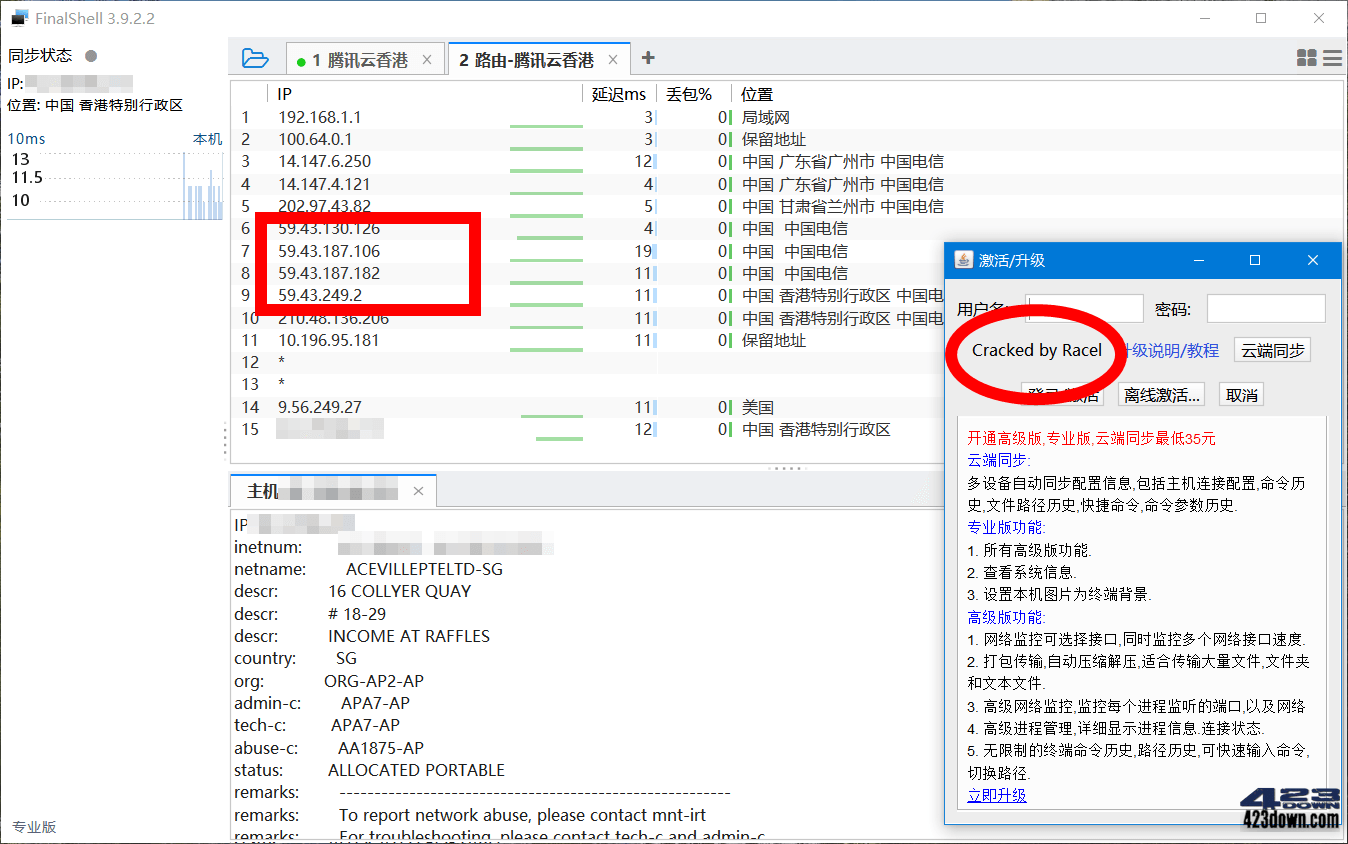 FinalShell 3.9.2.2
同步状态
IP:
位置: 中国 香港特别行政区
10ms 本机
13
11.5
10
专业版
1 腾讯云香港
2 路由-腾讯云香港
IP 延迟ms 丢包% 位置
1 192.168.1.1 3 0 局域网
2 100.64.0.1 3 0 保留地址
3 14.147.6.250 12 0 中国 广东省广州市 中国电信
4 14.147.4.121 4 0 中国 广东省广州市 中国电信
5 202.97.43.82 5 0 中国 甘肃省兰州市 中国电信
6 59.43.130.126 4 0 中国 中国电信
7 59.43.187.106 19 0 中国 中国电信
8 59.43.187.182 11 0 中国 中国电信
9 59.43.249.2 11 0 中国 香港特别行政区 中国电
10 210.48.136.206 11 0 中国 香港特别行政区 中国电
11 10.196.95.181 11 0 保留地址
12 *
13 *
14 9.56.249.27 11 0 美国
15 12 0 中国 香港特别行政区
主机
IP
inetnum:
netname: ACEVILLEPTELTD-SG
descr: 16 COLLYER QUAY
descr: # 18-29
descr: INCOME AT RAFFLES
country: SG
org: ORG-AP2-AP
admin-c: APA7-AP
tech-c: APA7-AP
abuse-c: AA1875-AP
status: ALLOCATED PORTABLE
remarks: --------------------------------------------------------
remarks: To report network abuse, please contact mnt-irt
remarks: For troubleshooting, please contact tech-c and admin-c
激活/升级
用户名: 密码:
Cracked by Racel 升级说明/教程 云端同步
登录激活 离线激活... 取消
开通高级版,专业版,云端同步最低35元
云端同步:
多设备自动同步配置信息,包括主机连接配置,命令历
史,文件路径历史,快捷命令,命令参数历史.
专业版功能:
1. 所有高级版功能.
2. 查看系统信息.
3. 设置本机图片为终端背景.
高级版功能:
1. 网络监控可选择接口,同时监控多个网络接口速度.
2. 打包传输,自动压缩解压,适合传输大量文件,文件夹
和文本文件.
3. 高级网络监控,监控每个进程监听的端口,以及网络
4. 高级进程管理,详细显示进程信息.连接状态.
5. 无限制的终端命令历史,路径历史,可快速输入命令,
切换路径.
立即升级
423
DOWN
423down.com